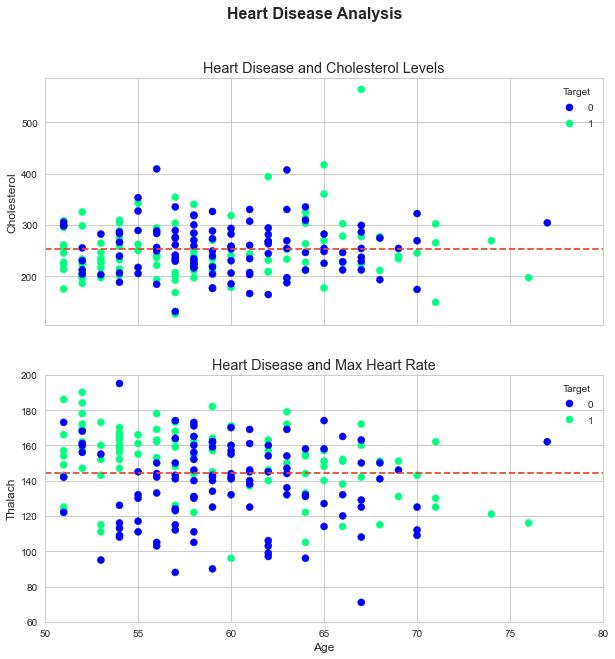 Heart Disease Analysis
Heart Disease and Cholesterol Levels
Target
0
1
500
400
300
200
Cholesterol
Heart Disease and Max Heart Rate
Target
0
1
200
180
160
140
120
100
80
60
Thalach
50 55 60 65 70 75 80
Age